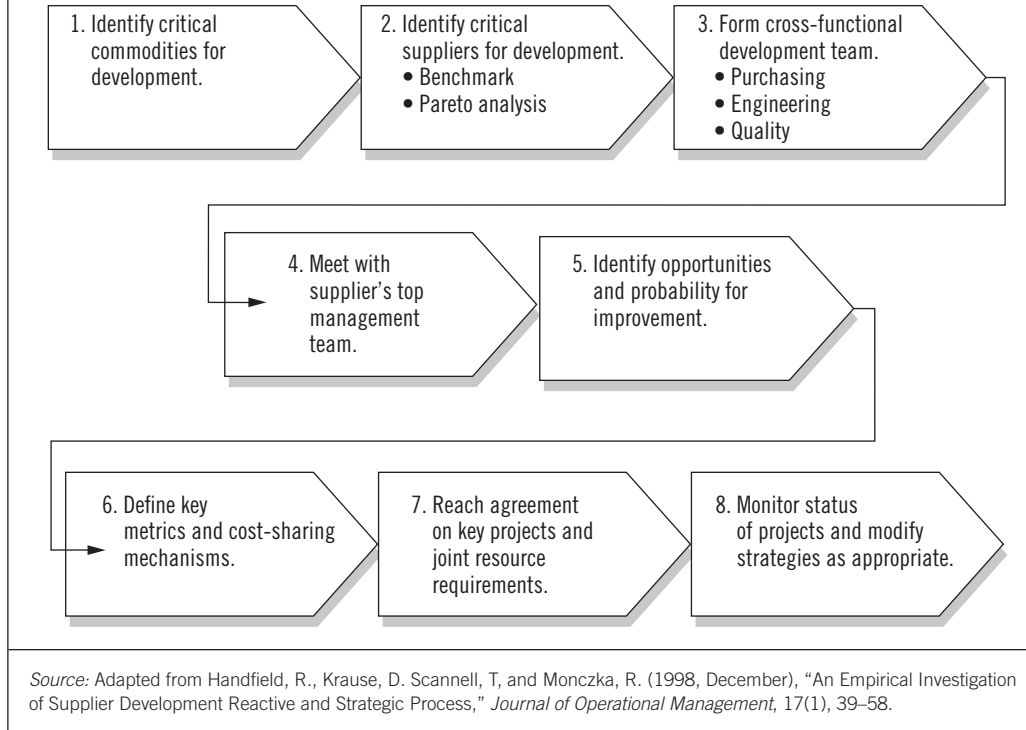 1. Identify critical
commodities for
development.
2. Identify critical
suppliers for development.
• Benchmark
• Pareto analysis
3. Form cross-functional
development team.
• Purchasing
• Engineering
• Quality
4. Meet with
supplier’s top
management
team.
5. Identify opportunities
and probability for
improvement.
6. Define key
metrics and cost-sharing
mechanisms.
7. Reach agreement
on key projects and
joint resource
requirements.
8. Monitor status
of projects and modify
strategies as appropriate.
Source: Adapted from Handfield, R., Krause, D. Scannell, T, and Monczka, R. (1998, December), “An Empirical Investigation
of Supplier Development Reactive and Strategic Process,” Journal of Operational Management, 17(1), 39–58.